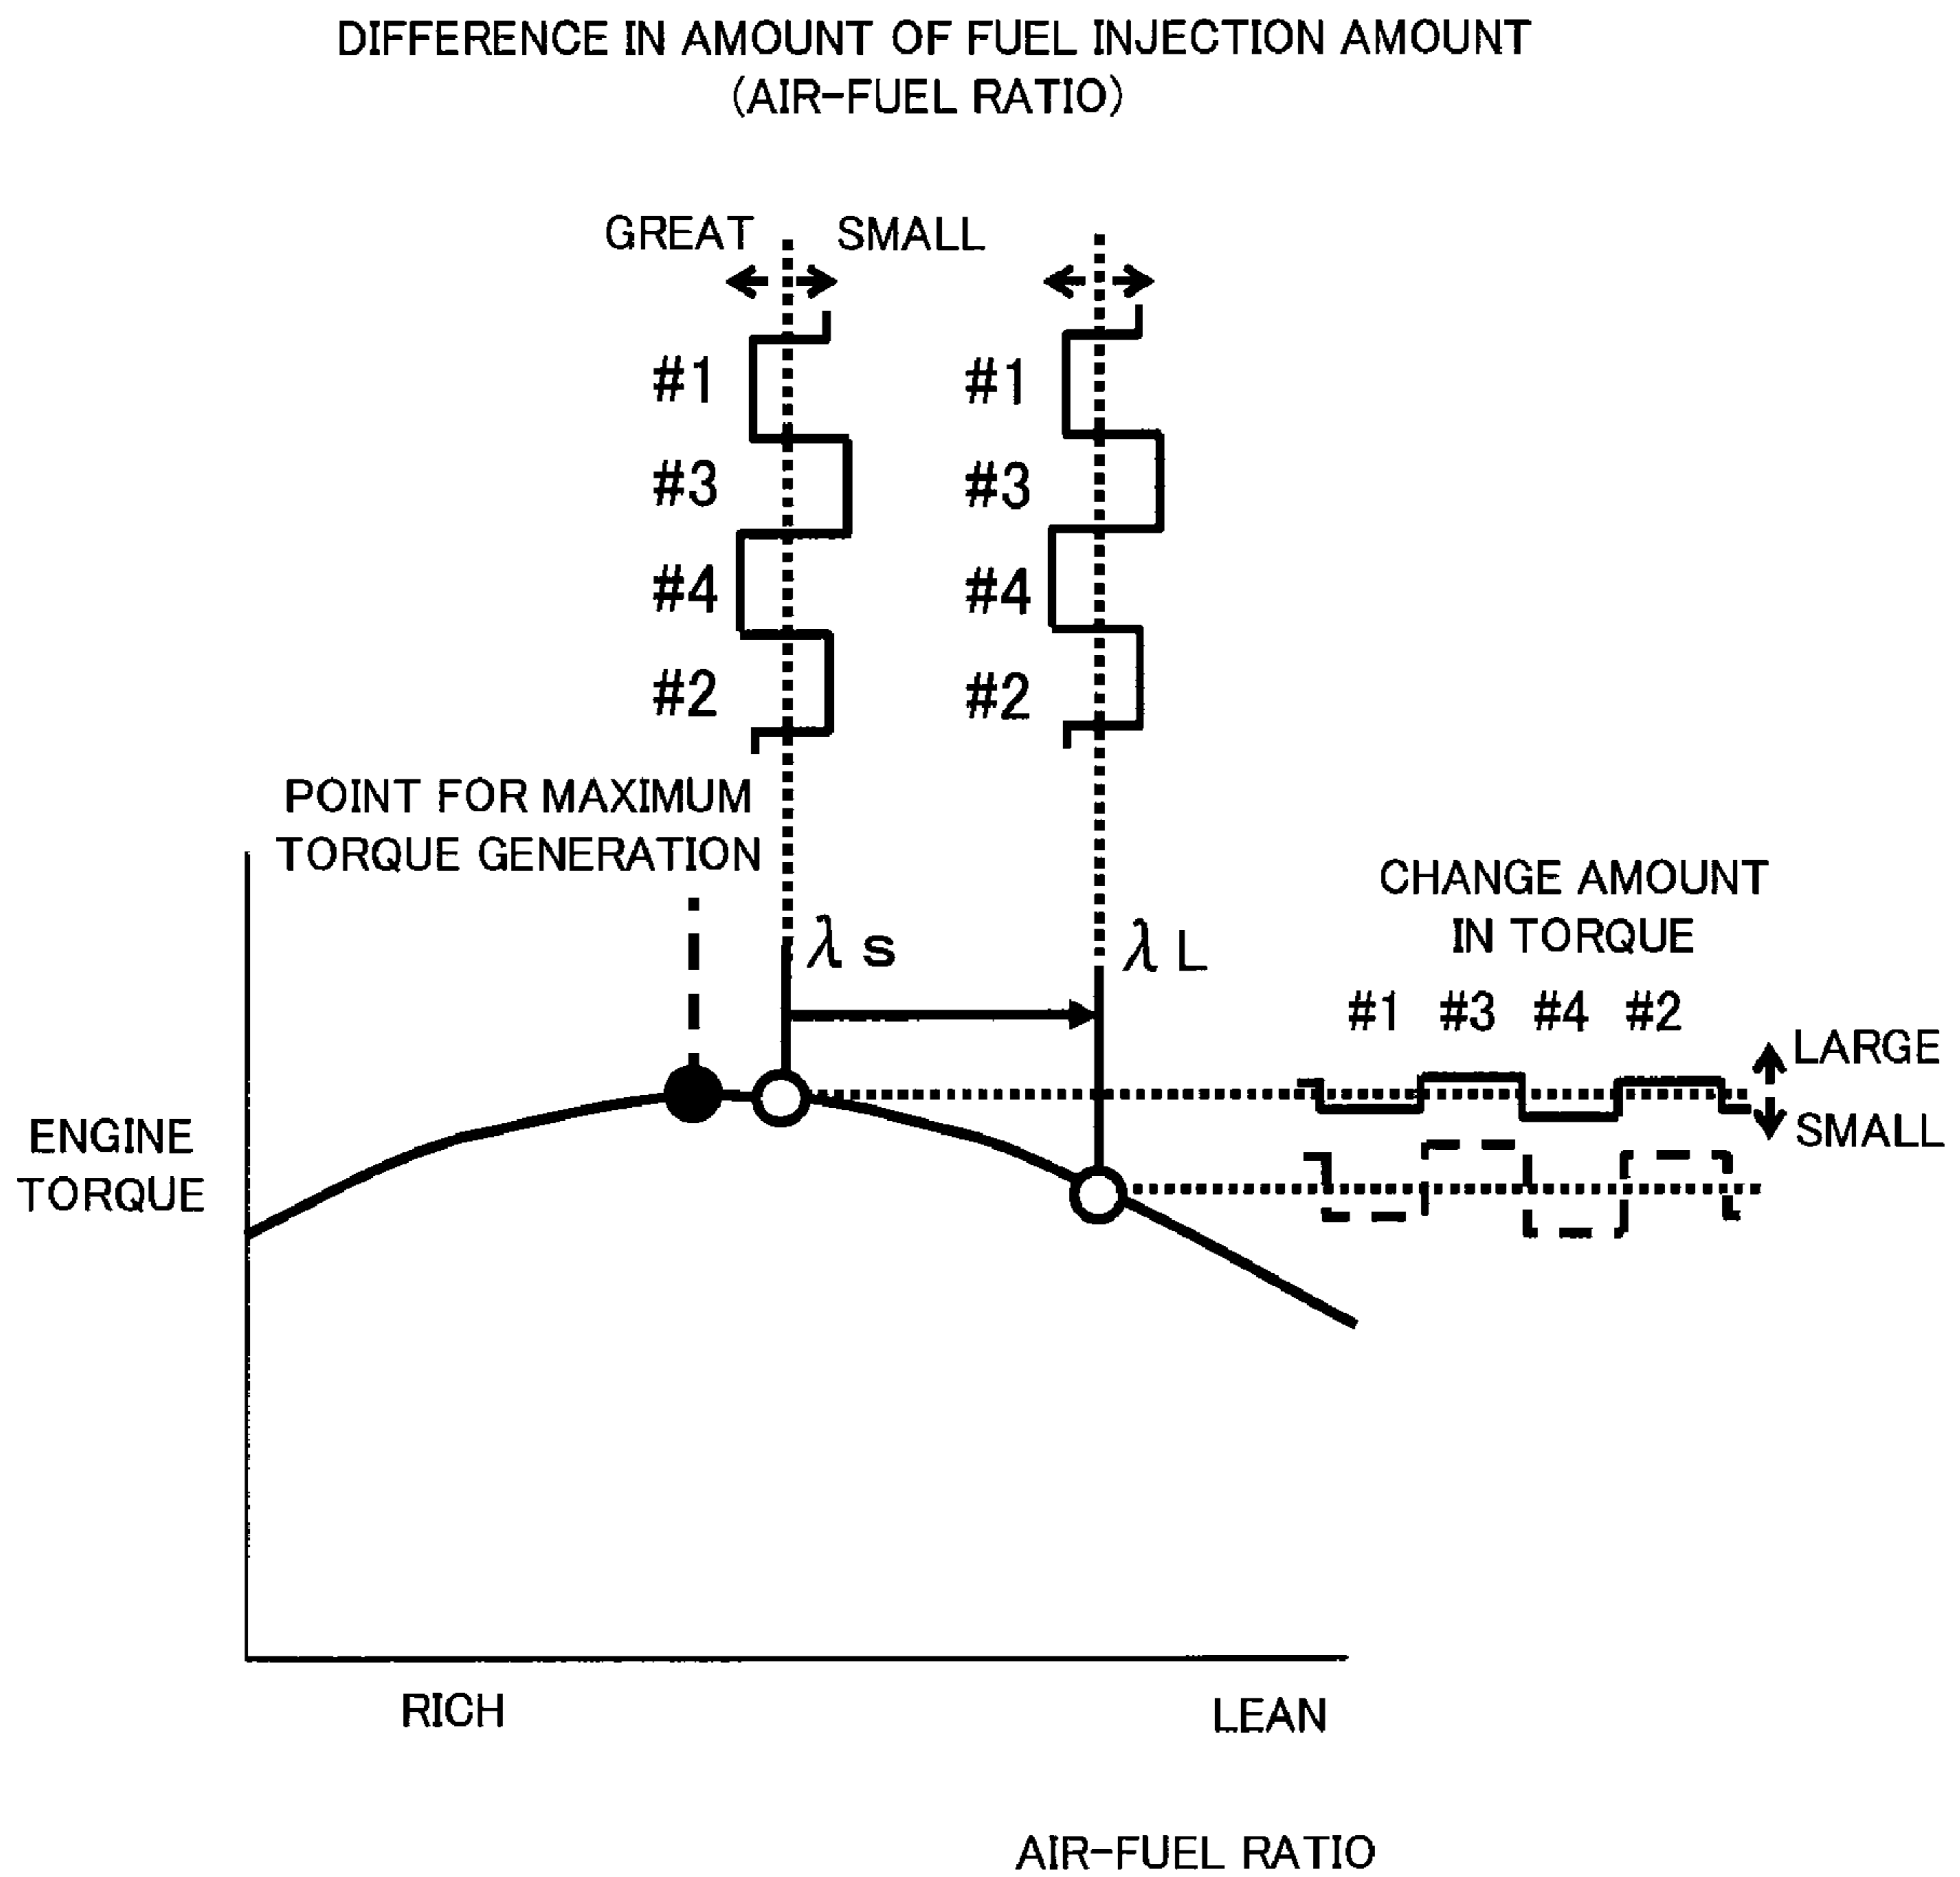 DIFFERENCE IN AMOUNT OF FUEL INJECTION AMOUNT
(AIR-FUEL RATIO)
GREAT SMALL
#1 #1
#3 #3
#4 #4
#2 #2
POINT FOR MAXIMUM
TORQUE GENERATION
λs λL
CHANGE AMOUNT
IN TORQUE
#1 #3 #4 #2
LARGE
SMALL
ENGINE
TORQUE
RICH LEAN
AIR-FUEL RATIO